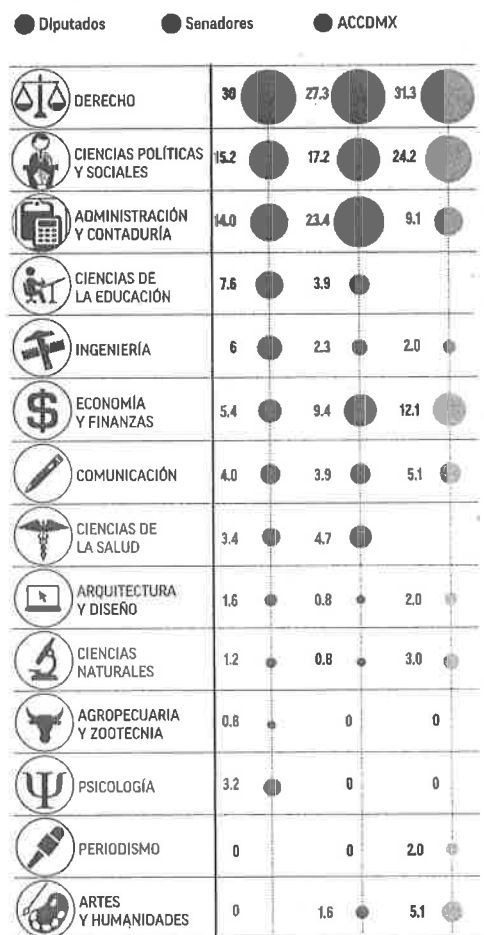 Diputados Senadores ACCDMX
DERECHO 30 27.3 31.3
CIENCIAS POLÍTICAS
Y SOCIALES 15.2 17.2 24.2
ADMINISTRACIÓN
Y CONTADURÍA 14.0 23.4 9.1
CIENCIAS DE
LA EDUCACIÓN 7.6 3.9
INGENIERÍA 6 2.3 2.0
ECONOMÍA
Y FINANZAS 5.4 9.4 12.1
COMUNICACIÓN 4.0 3.9 5.1
CIENCIAS DE
LA SALUD 3.4 4.7
ARQUITECTURA
Y DISEÑO 1.6 0.8 2.0
CIENCIAS
NATURALES 1.2 0.8 3.0
AGROPECUARIA
Y ZOOTECNIA 0 0
PSICOLOGÍA 3.2 0 0
PERIODISMO 0 0 2.0
ARTES
Y HUMANIDADES 0 1.6 5.1